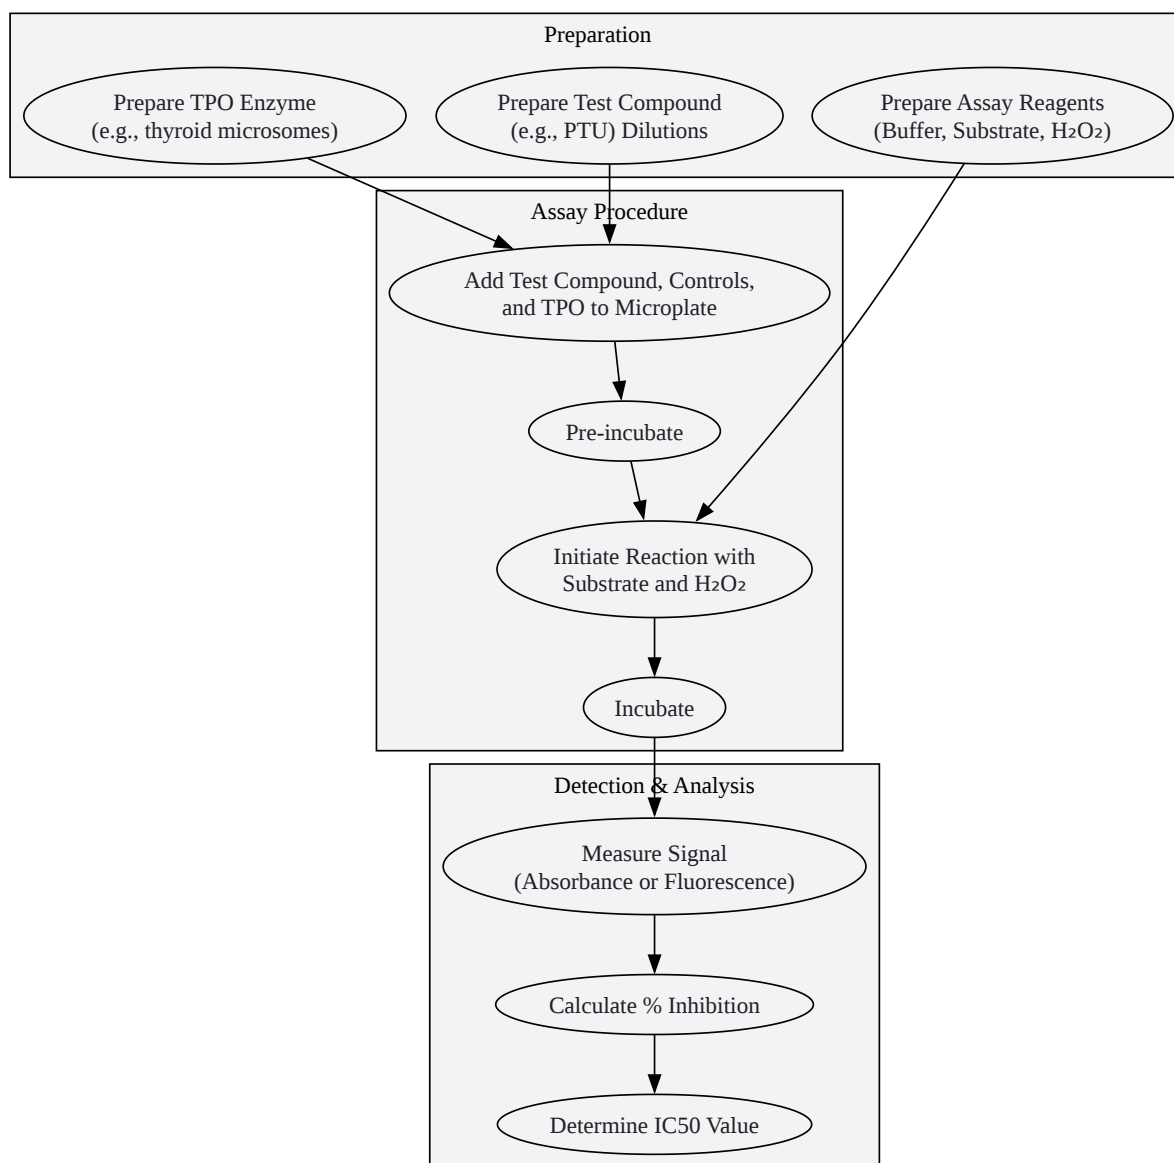 Preparation
Prepare TPO Enzyme
(e.g., thyroid microsomes)
Prepare Test Compound
(e.g., PTU) Dilutions
Prepare Assay Reagents
(Buffer, Substrate, H₂O₂)
Assay Procedure
Add Test Compound, Controls,
and TPO to Microplate
Pre-incubate
Initiate Reaction with
Substrate and H₂O₂
Incubate
Detection & Analysis
Measure Signal
(Absorbance or Fluorescence)
Calculate % Inhibition
Determine IC50 Value